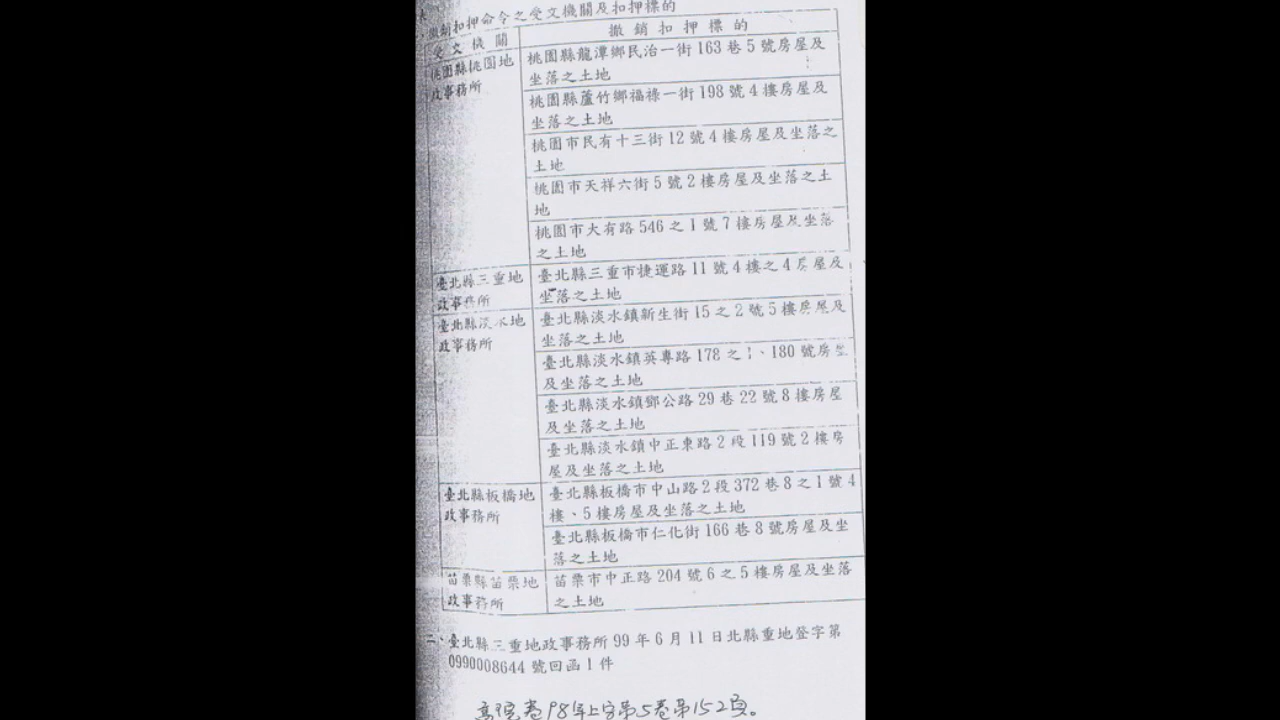 撤銷扣押命令之受文機關及扣押標的
受文機關
撤銷扣押標的
桃園縣桃園地
政事務所
桃園縣龍潭鄉民治一街163巷5號房屋及
坐落之土地
桃園縣蘆竹鄉福祿一街198號4樓房屋及
坐落之土地
桃園市民有十三街12號4樓房屋及坐落之
土地
桃園市天祥六街5號2樓房屋及坐落之土
地
桃園市大有路546之1號7樓房屋及坐落
之土地
臺北縣三重地
政事務所
臺北縣三重市捷運路11號4樓之4房屋及
坐落之土地
臺北縣淡水地
政事務所
臺北縣淡水鎮新生街15之2號5樓房屋及
坐落之土地
臺北縣淡水鎮英專路178之1、180號房屋
及坐落之土地
臺北縣淡水鎮鄧公路29巷22號8樓房屋
及坐落之土地
臺北縣淡水鎮中正東路2段119號2樓房
屋及坐落之土地
臺北縣板橋地
政事務所
臺北縣板橋市中山路2段372巷8之1號4
樓、5樓房屋及坐落之土地
臺北縣板橋市仁化街166巷8號房屋及坐
落之土地
苗栗縣苗栗地
政事務所
苗栗市中正路204號6之5樓房屋及坐落
之土地
二、臺北縣三重地政事務所99年6月11日北縣重地登字第
0990008644號回函1件
高院卷98年上字第5卷第152頁。